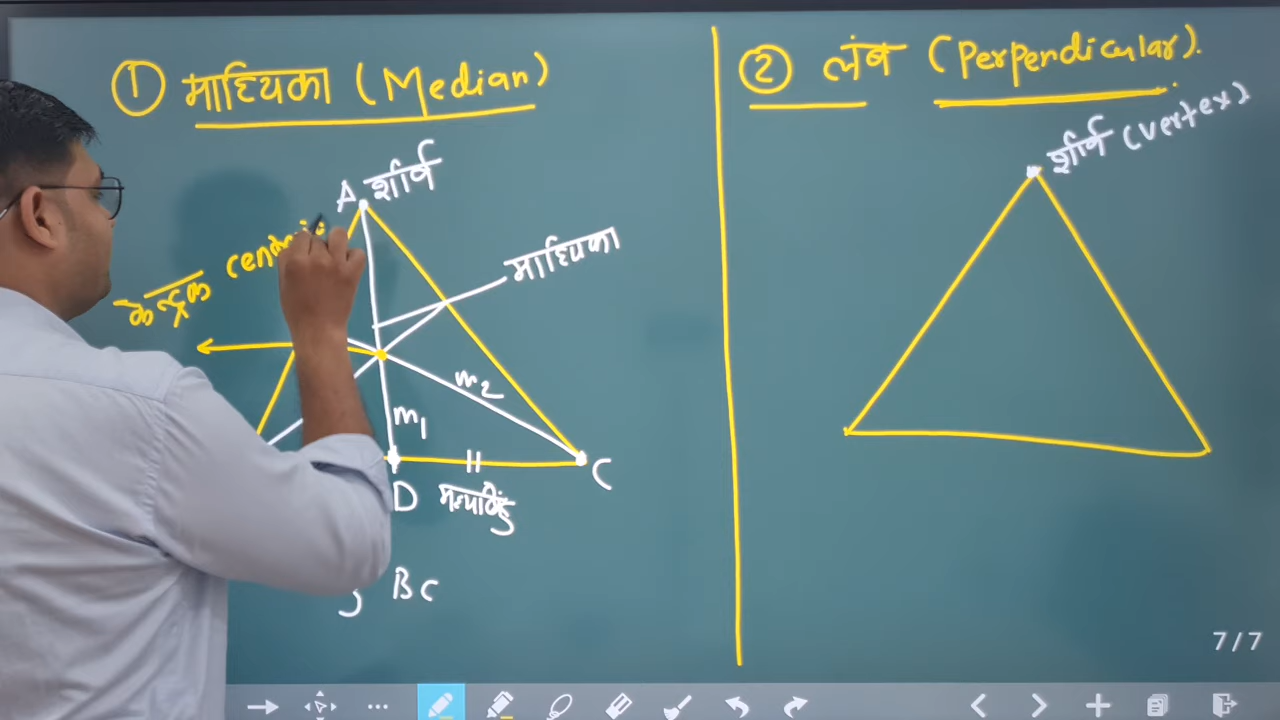 ① माध्यिका (Median)
A शीर्ष
केन्द्रक
माध्यिका
m2
m1
D मध्यबिंदु
C
BC
② लंब (Perpendicular).
शीर्ष (vertex)
7/7